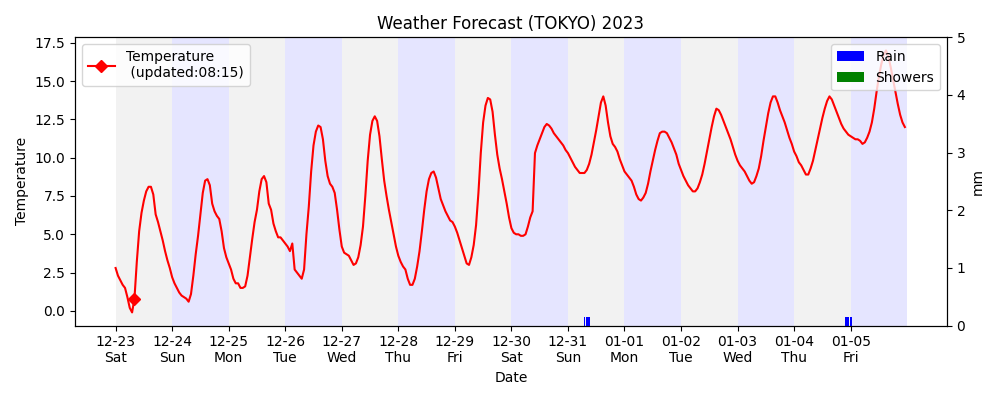 Weather Forecast (TOKYO) 2023
Temperature
(updated:08:15)
Rain
Showers
17.5
15.0
12.5
10.0
7.5
5.0
2.5
0.0
Temperature
5
4
3
2
1
0
mm
12-23 12-24 12-25 12-26 12-27 12-28 12-29 12-30 12-31 01-01 01-02 01-03 01-04 01-05
Sat Sun Mon Tue Wed Thu Fri Sat Sun Mon Tue Wed Thu Fri
Date